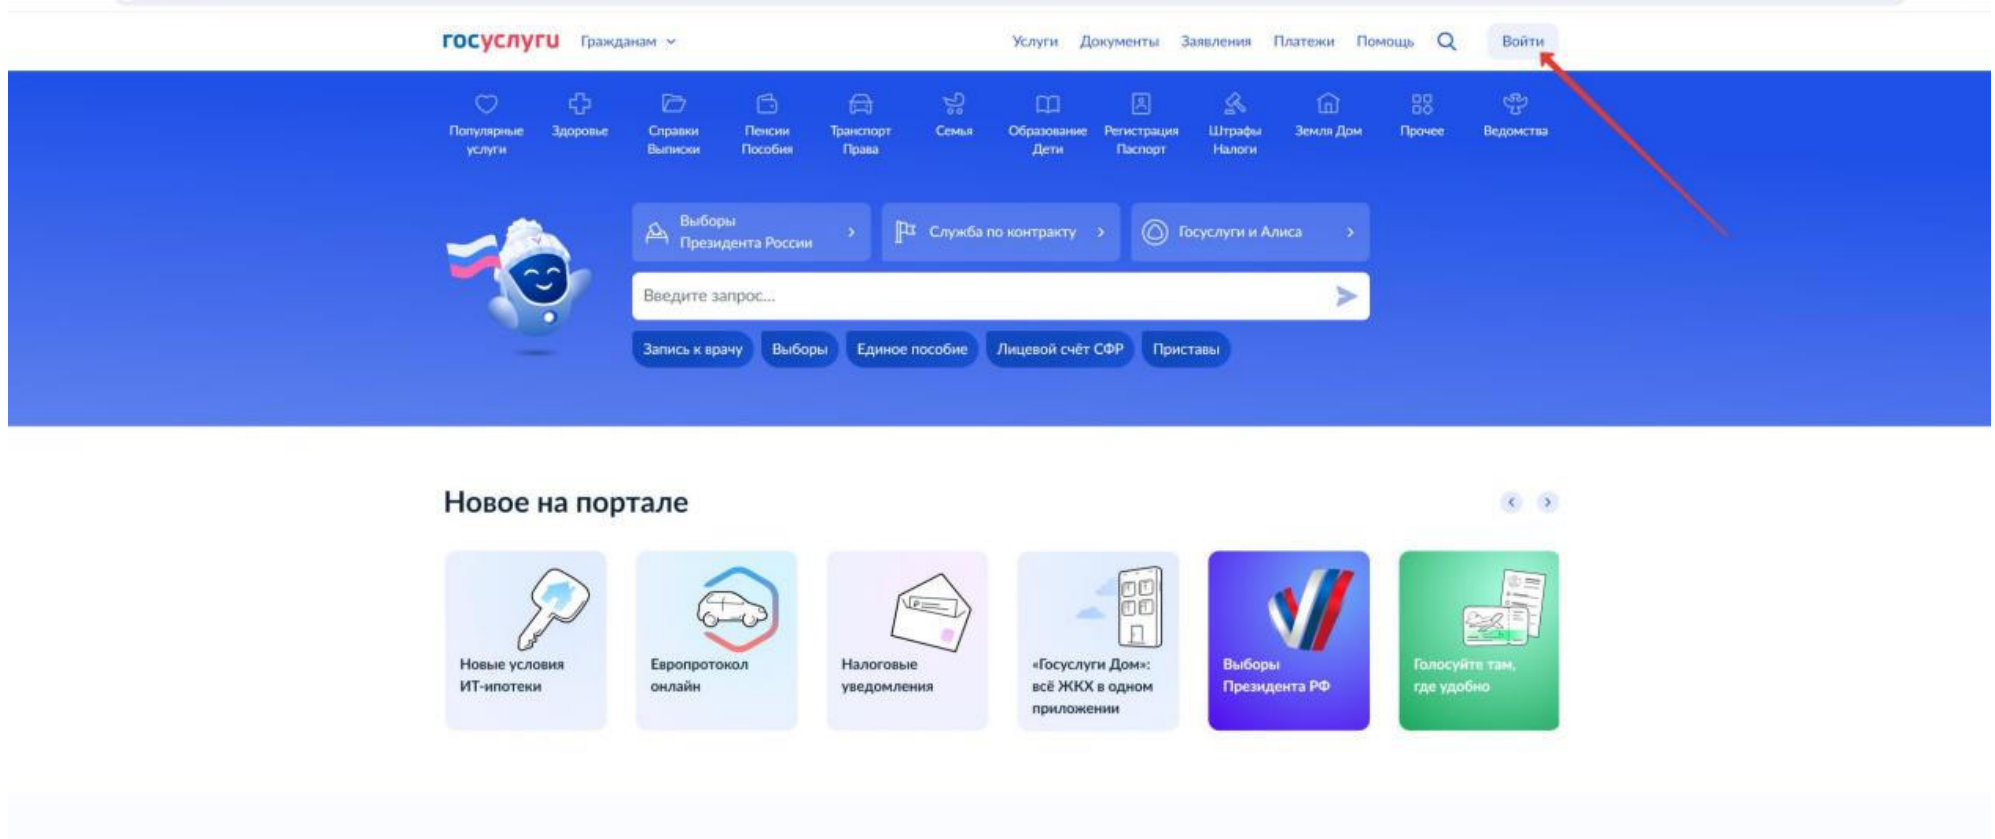 госуслуги Гражданам Услуги Документы Заявления Платежи Помощь Войти
Популярные Здоровье Справки Пенсии Транспорт Семья Образование Регистрация Штрафы Земля Дом Прочее Ведомства
услуги Выписки Пособия Права Дети Паспорт Налоги
Выборы
Президента России
Служба по контракту
Госуслуги и Алиса
Введите запрос...
Запись к врачу Выборы Единое пособие Лицевой счёт СФР Приставы
Новое на портале
Новые условия
ИТ-ипотеки
Европротокол
онлайн
Налоговые
уведомления
«Госуслуги Дом»:
всё ЖКХ в одном
приложении
Выборы
Президента РФ
Голосуйте там,
где удобно